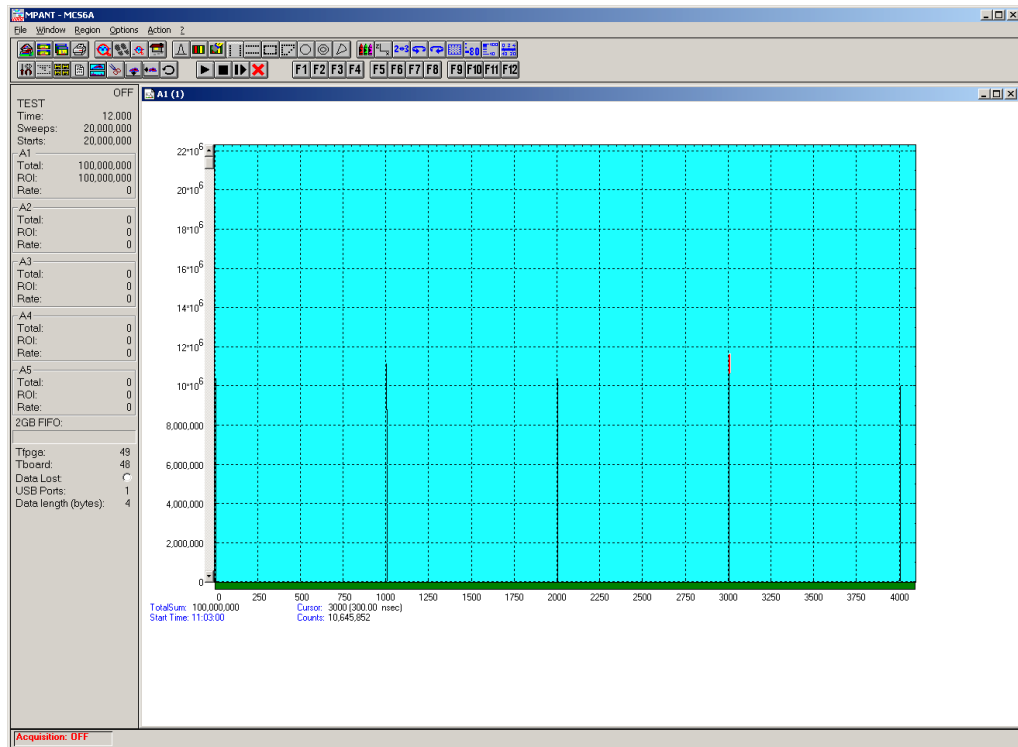 MPANT - MCS6A
File Window Region Options Action ?
F1 F2 F3 F4 F5 F6 F7 F8 F9 F10 F11 F12
OFF
TEST
Time: 12.000
Sweeps: 20,000,000
Starts: 20,000,000
A1
Total: 100,000,000
ROI: 100,000,000
Rate: 0
A2
Total: 0
ROI: 0
Rate: 0
A3
Total: 0
ROI: 0
Rate: 0
A4
Total: 0
ROI: 0
Rate: 0
A5
Total: 0
ROI: 0
Rate: 0
2GB FIFO:
Tfpga: 49
Tboard: 48
Data Lost:
USB Ports: 1
Data length (bytes): 4
A1 (1)
22*10^6
20*10^6
18*10^6
16*10^6
14*10^6
12*10^6
10*10^6
8,000,000
6,000,000
4,000,000
2,000,000
0
0 250 500 750 1000 1250 1500 1750 2000 2250 2500 2750 3000 3250 3500 3750 4000
TotalSum: 100,000,000 Cursor: 3000 (300.00 nsec)
Start Time: 11:03:00 Counts: 10,645,852
Acquisition: OFF